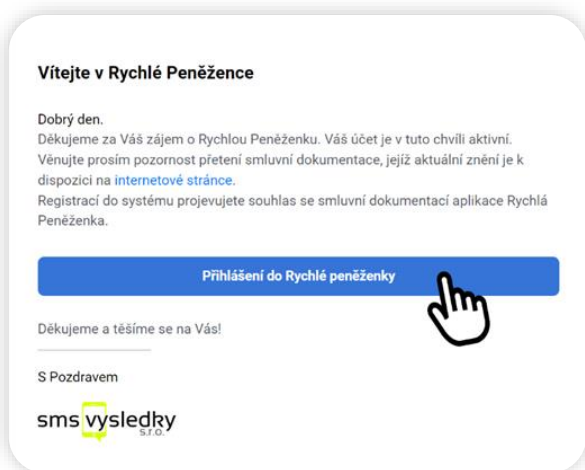 Vítejte v Rychlé Peněžence
Dobrý den.
Děkujeme za Váš zájem o Rychlou Peněženku. Váš účet je v tuto chvíli aktivní.
Věnujte prosím pozornost přetení smluvní dokumentace, jejíž aktuální znění je k
dispozici na internetové stránce.
Registrací do systému projevujete souhlas se smluvní dokumentací aplikace Rychlá
Peněženka.
Přihlášení do Rychlé peněženky
Děkujeme a těšíme se na Vás!
S Pozdravem
sms vysledky
s.r.o.